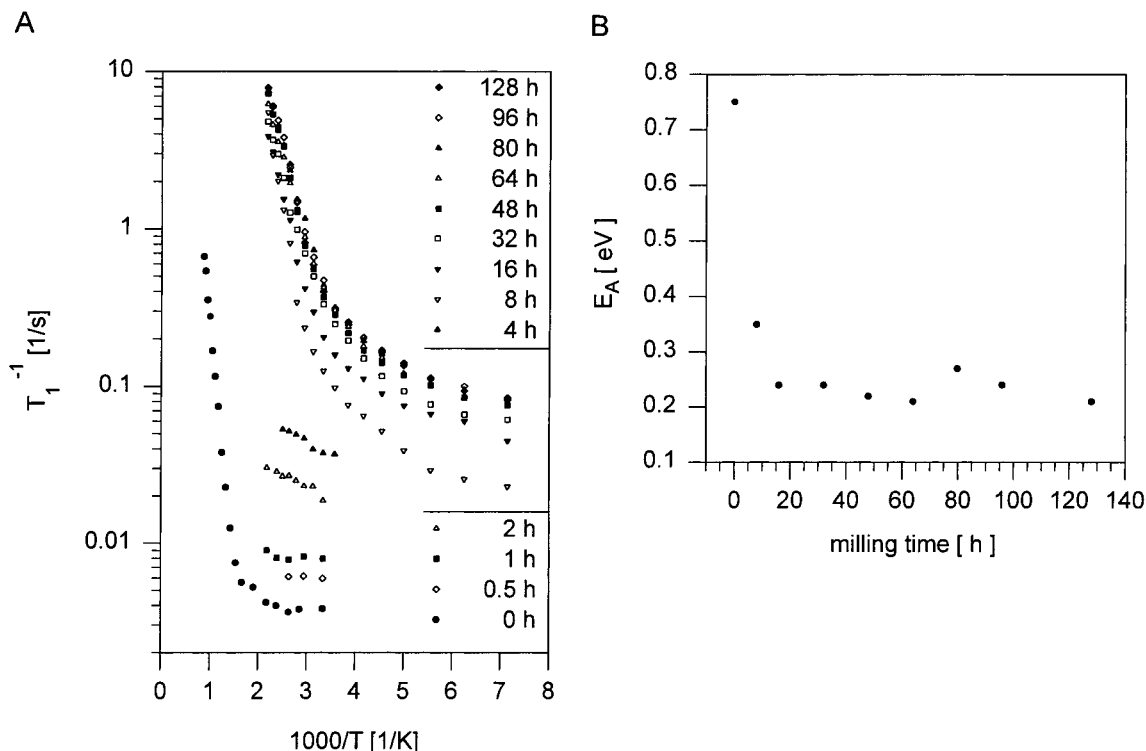 A
T₁⁻¹ [1/s]
10
1
0.1
0.01
128 h
96 h
80 h
64 h
48 h
32 h
16 h
8 h
4 h
2 h
1 h
0.5 h
0 h
0 1 2 3 4 5 6 7 8
1000/T [1/K]
B
E_A [ eV]
0.8
0.7
0.6
0.5
0.4
0.3
0.2
0.1
0 20 40 60 80 100 120 140
milling time [ h ]